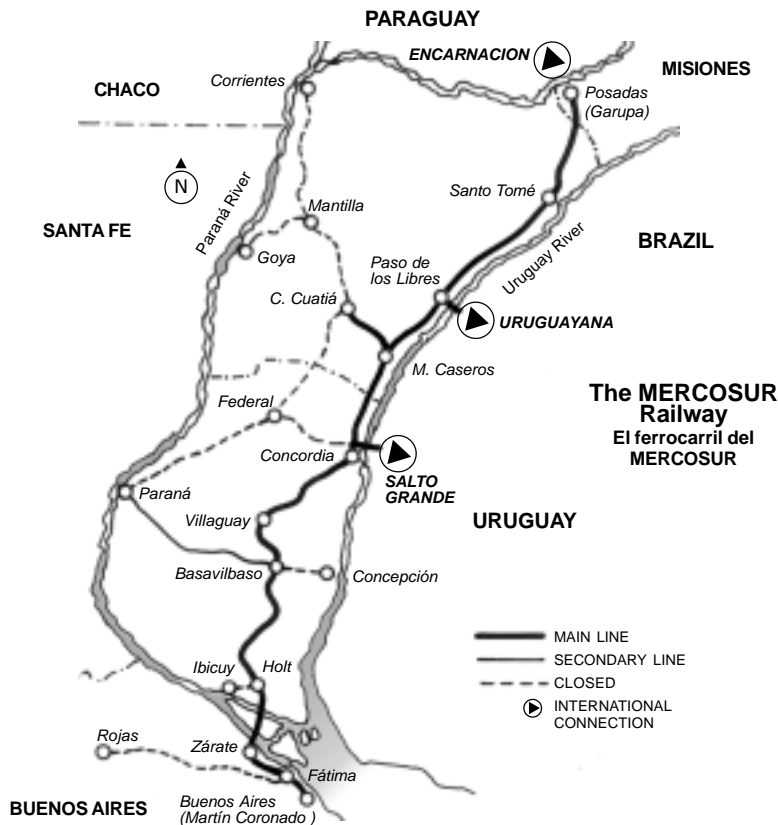 PARAGUAY
ENCARNACION
MISIONES
CHACO
Corrientes
Posadas
(Garupa)
N
Santo Tomé
Paraná River
Mantilla
SANTA FE
Goya
Uruguay River
BRAZIL
Paso de
los Libres
C. Cuatiá
URUGUAYANA
M. Caseros
The MERCOSUR
Railway
El ferrocarril del
MERCOSUR
Federal
Concordia
SALTO
GRANDE
Paraná
Villaguay
URUGUAY
Basavilbaso
Concepción
MAIN LINE
SECONDARY LINE
CLOSED
INTERNATIONAL
CONNECTION
Ibicuy
Holt
Rojas
Zárate
Fátima
Buenos Aires
(Martín Coronado )
BUENOS AIRES